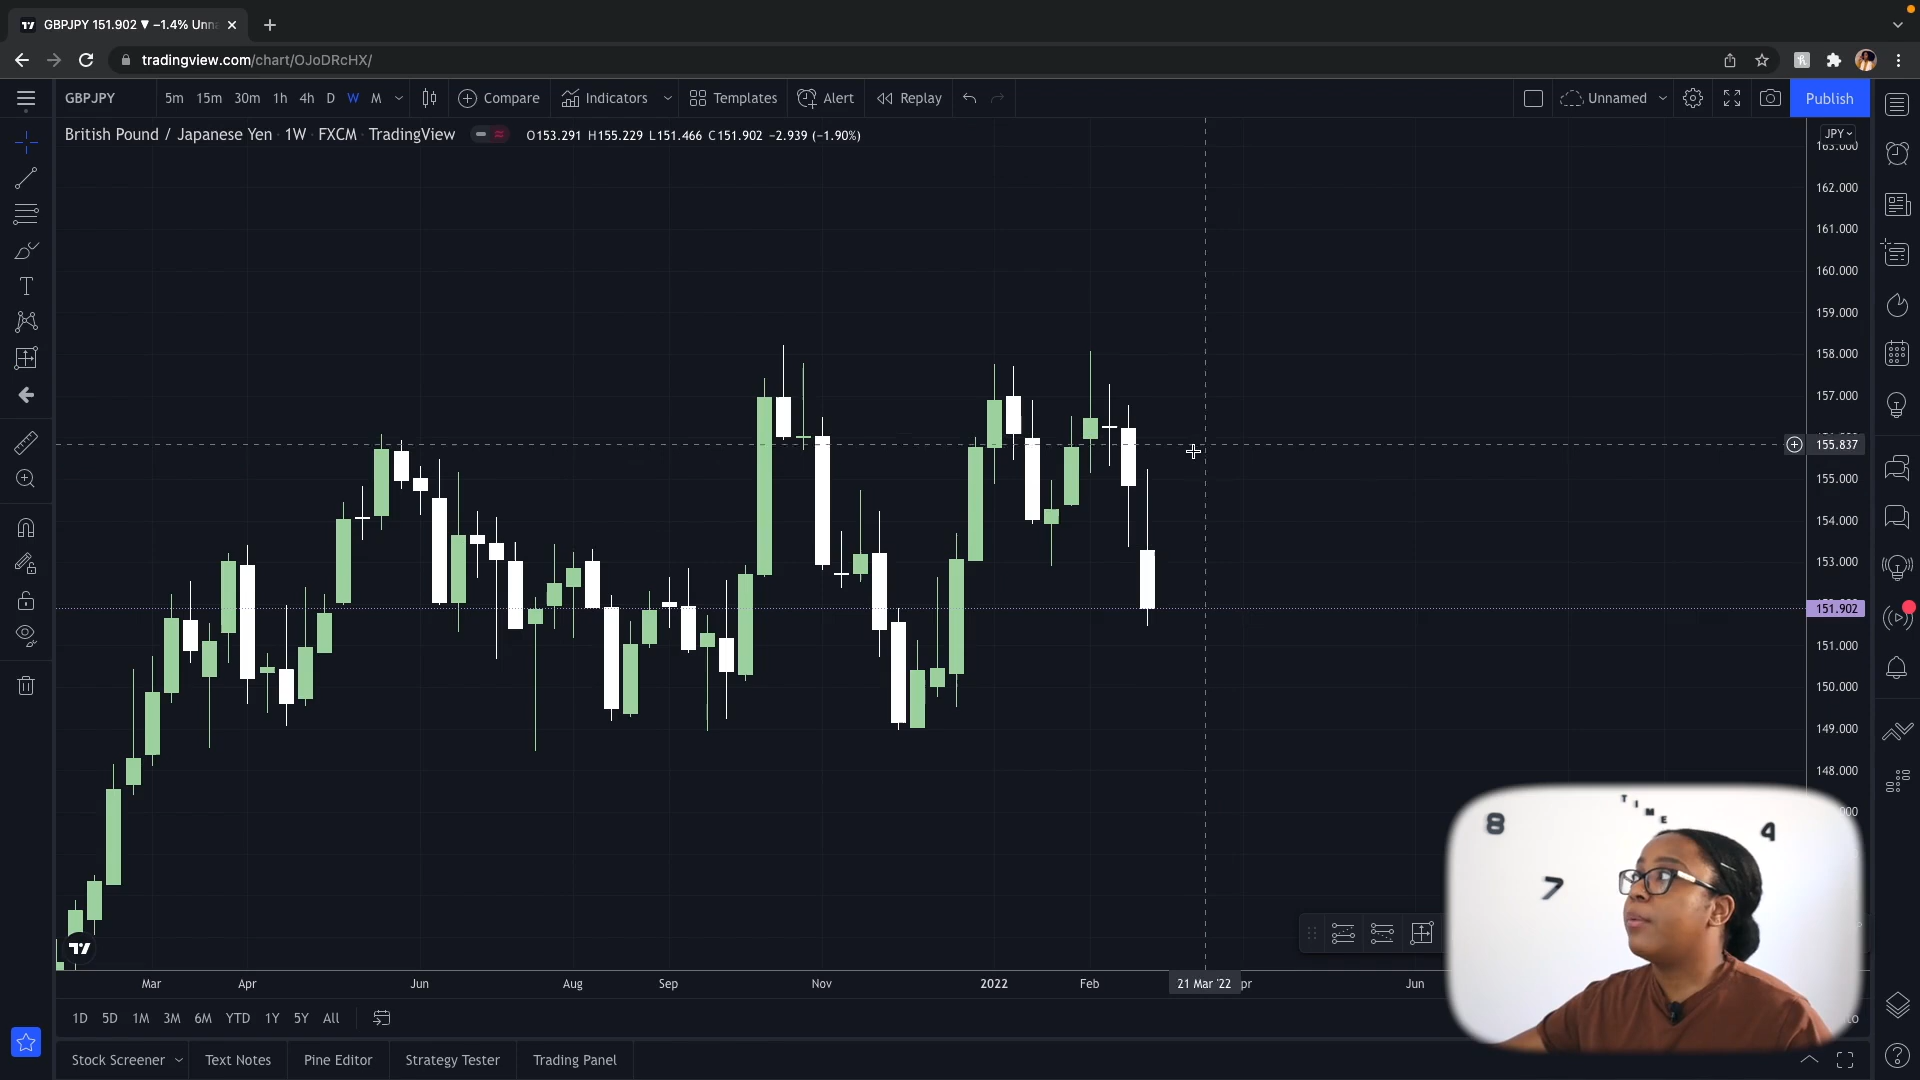 GBPJPY 151.902 ▼ −1.4% Unn
tradingview.com/chart/OJoDRcHX/
GBPJPY 5m 15m 30m 1h 4h D W M Compare Indicators Templates Alert Replay Unnamed Publish
British Pound / Japanese Yen 1W FXCM TradingView O153.291 H155.229 L151.466 C151.902 −2.939 (−1.90%)
JPY
163.000
162.000
161.000
160.000
159.000
158.000
157.000
155.837
155.000
154.000
153.000
151.902
151.000
150.000
149.000
148.000
TIME
8
4
7
Mar Apr Jun Aug Sep Nov 2022 Feb 21 Mar '22 pr Jun
1D 5D 1M 3M 6M YTD 1Y 5Y All
Stock Screener Text Notes Pine Editor Strategy Tester Trading Panel